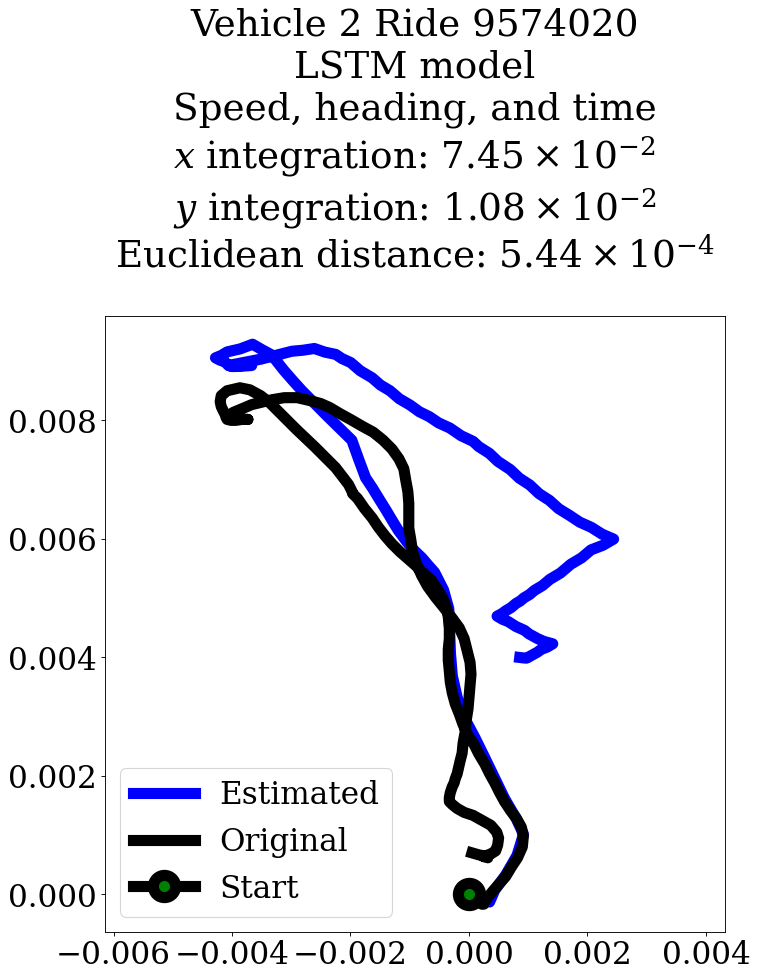 Vehicle 2 Ride 9574020
LSTM model
Speed, heading, and time
x integration: 7.45 × 10⁻²
y integration: 1.08 × 10⁻²
Euclidean distance: 5.44 × 10⁻⁴
0.008
0.006
0.004
0.002
0.000
Estimated
Original
Start
−0.006 −0.004 −0.002 0.000 0.002 0.004